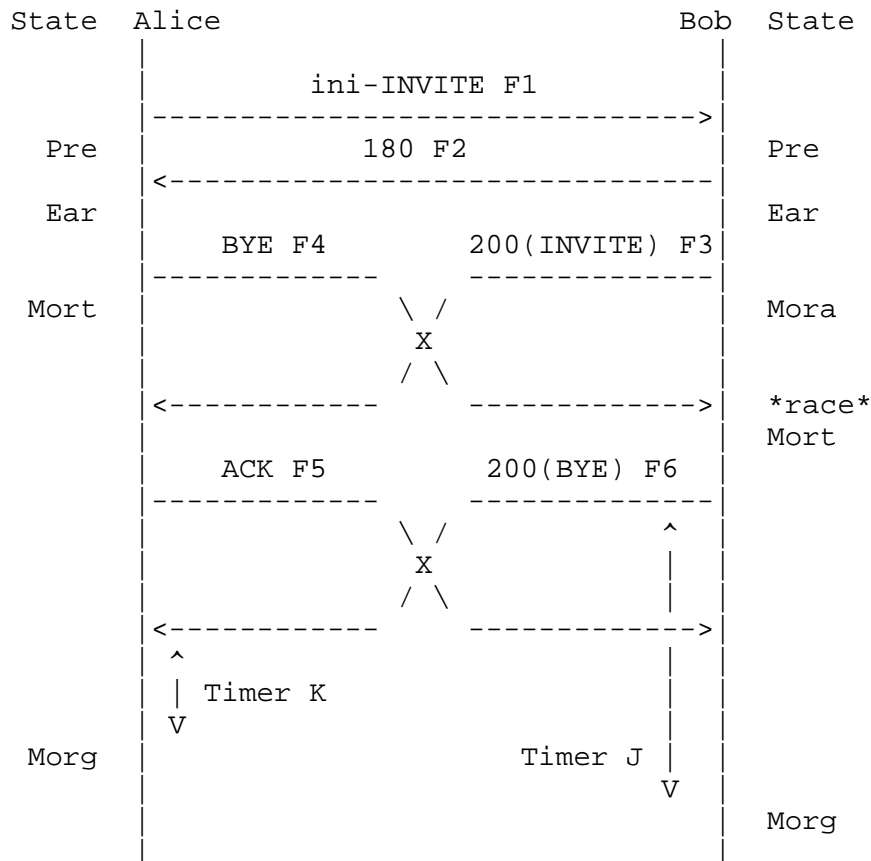 State Alice Bob State
ini-INVITE F1
Pre 180 F2 Pre
Ear Ear
BYE F4 200(INVITE) F3
Mort Mora
X
*race*
Mort
ACK F5 200(BYE) F6
X
Timer K
Morg Timer J
Morg